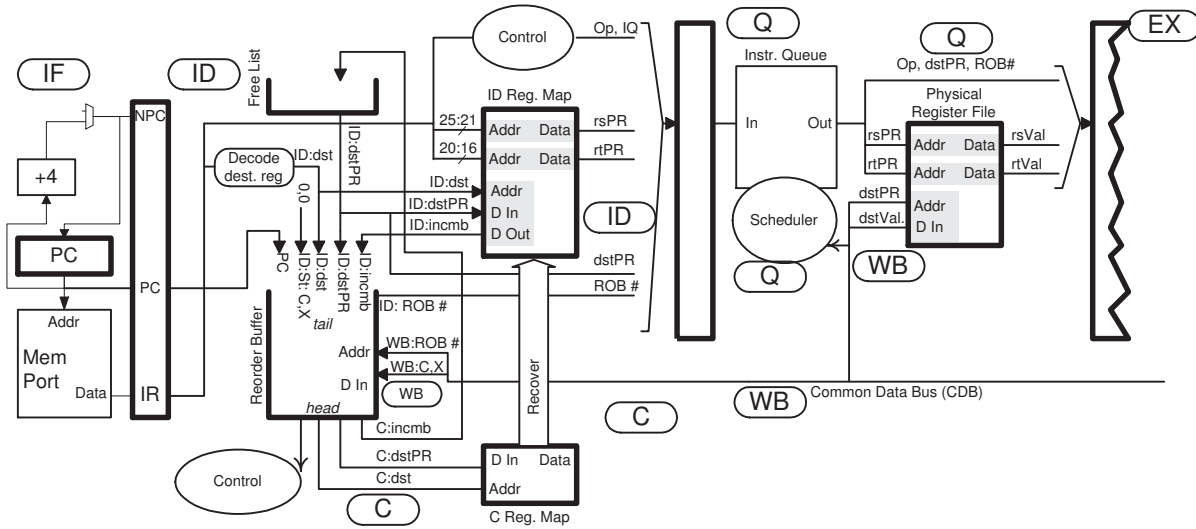 IF
ID
Free List
Control
Op, IQ
Q
Instr. Queue
In
Out
Q
Op, dstPR, ROB#
EX
NPC
+4
PC
Addr
Mem
Port
Data
PC
IR
Decode
dest. reg
ID:dst
0,0
ID:dstPR
25:21
20:16
ID Reg. Map
Addr
Data
Addr
Data
Addr
D In
D Out
rsPR
rtPR
ID:dst
ID:dstPR
ID:incmb
ID
dstPR
ROB #
Physical
Register File
rsPR
rtPR
dstPR
dstVal.
Addr
Data
Addr
Data
Addr
D In
rsVal
rtVal
Scheduler
Q
WB
PC
ID:St: C,X
ID:dst
ID:dstPR
ID:incmb
tail
ID: ROB #
Reorder Buffer
Addr
D In
head
WB:ROB #
WB:C,X
WB
Recover
WB
Common Data Bus (CDB)
C
C:incmb
C:dstPR
C:dst
Control
C
D In
Data
Addr
C Reg. Map